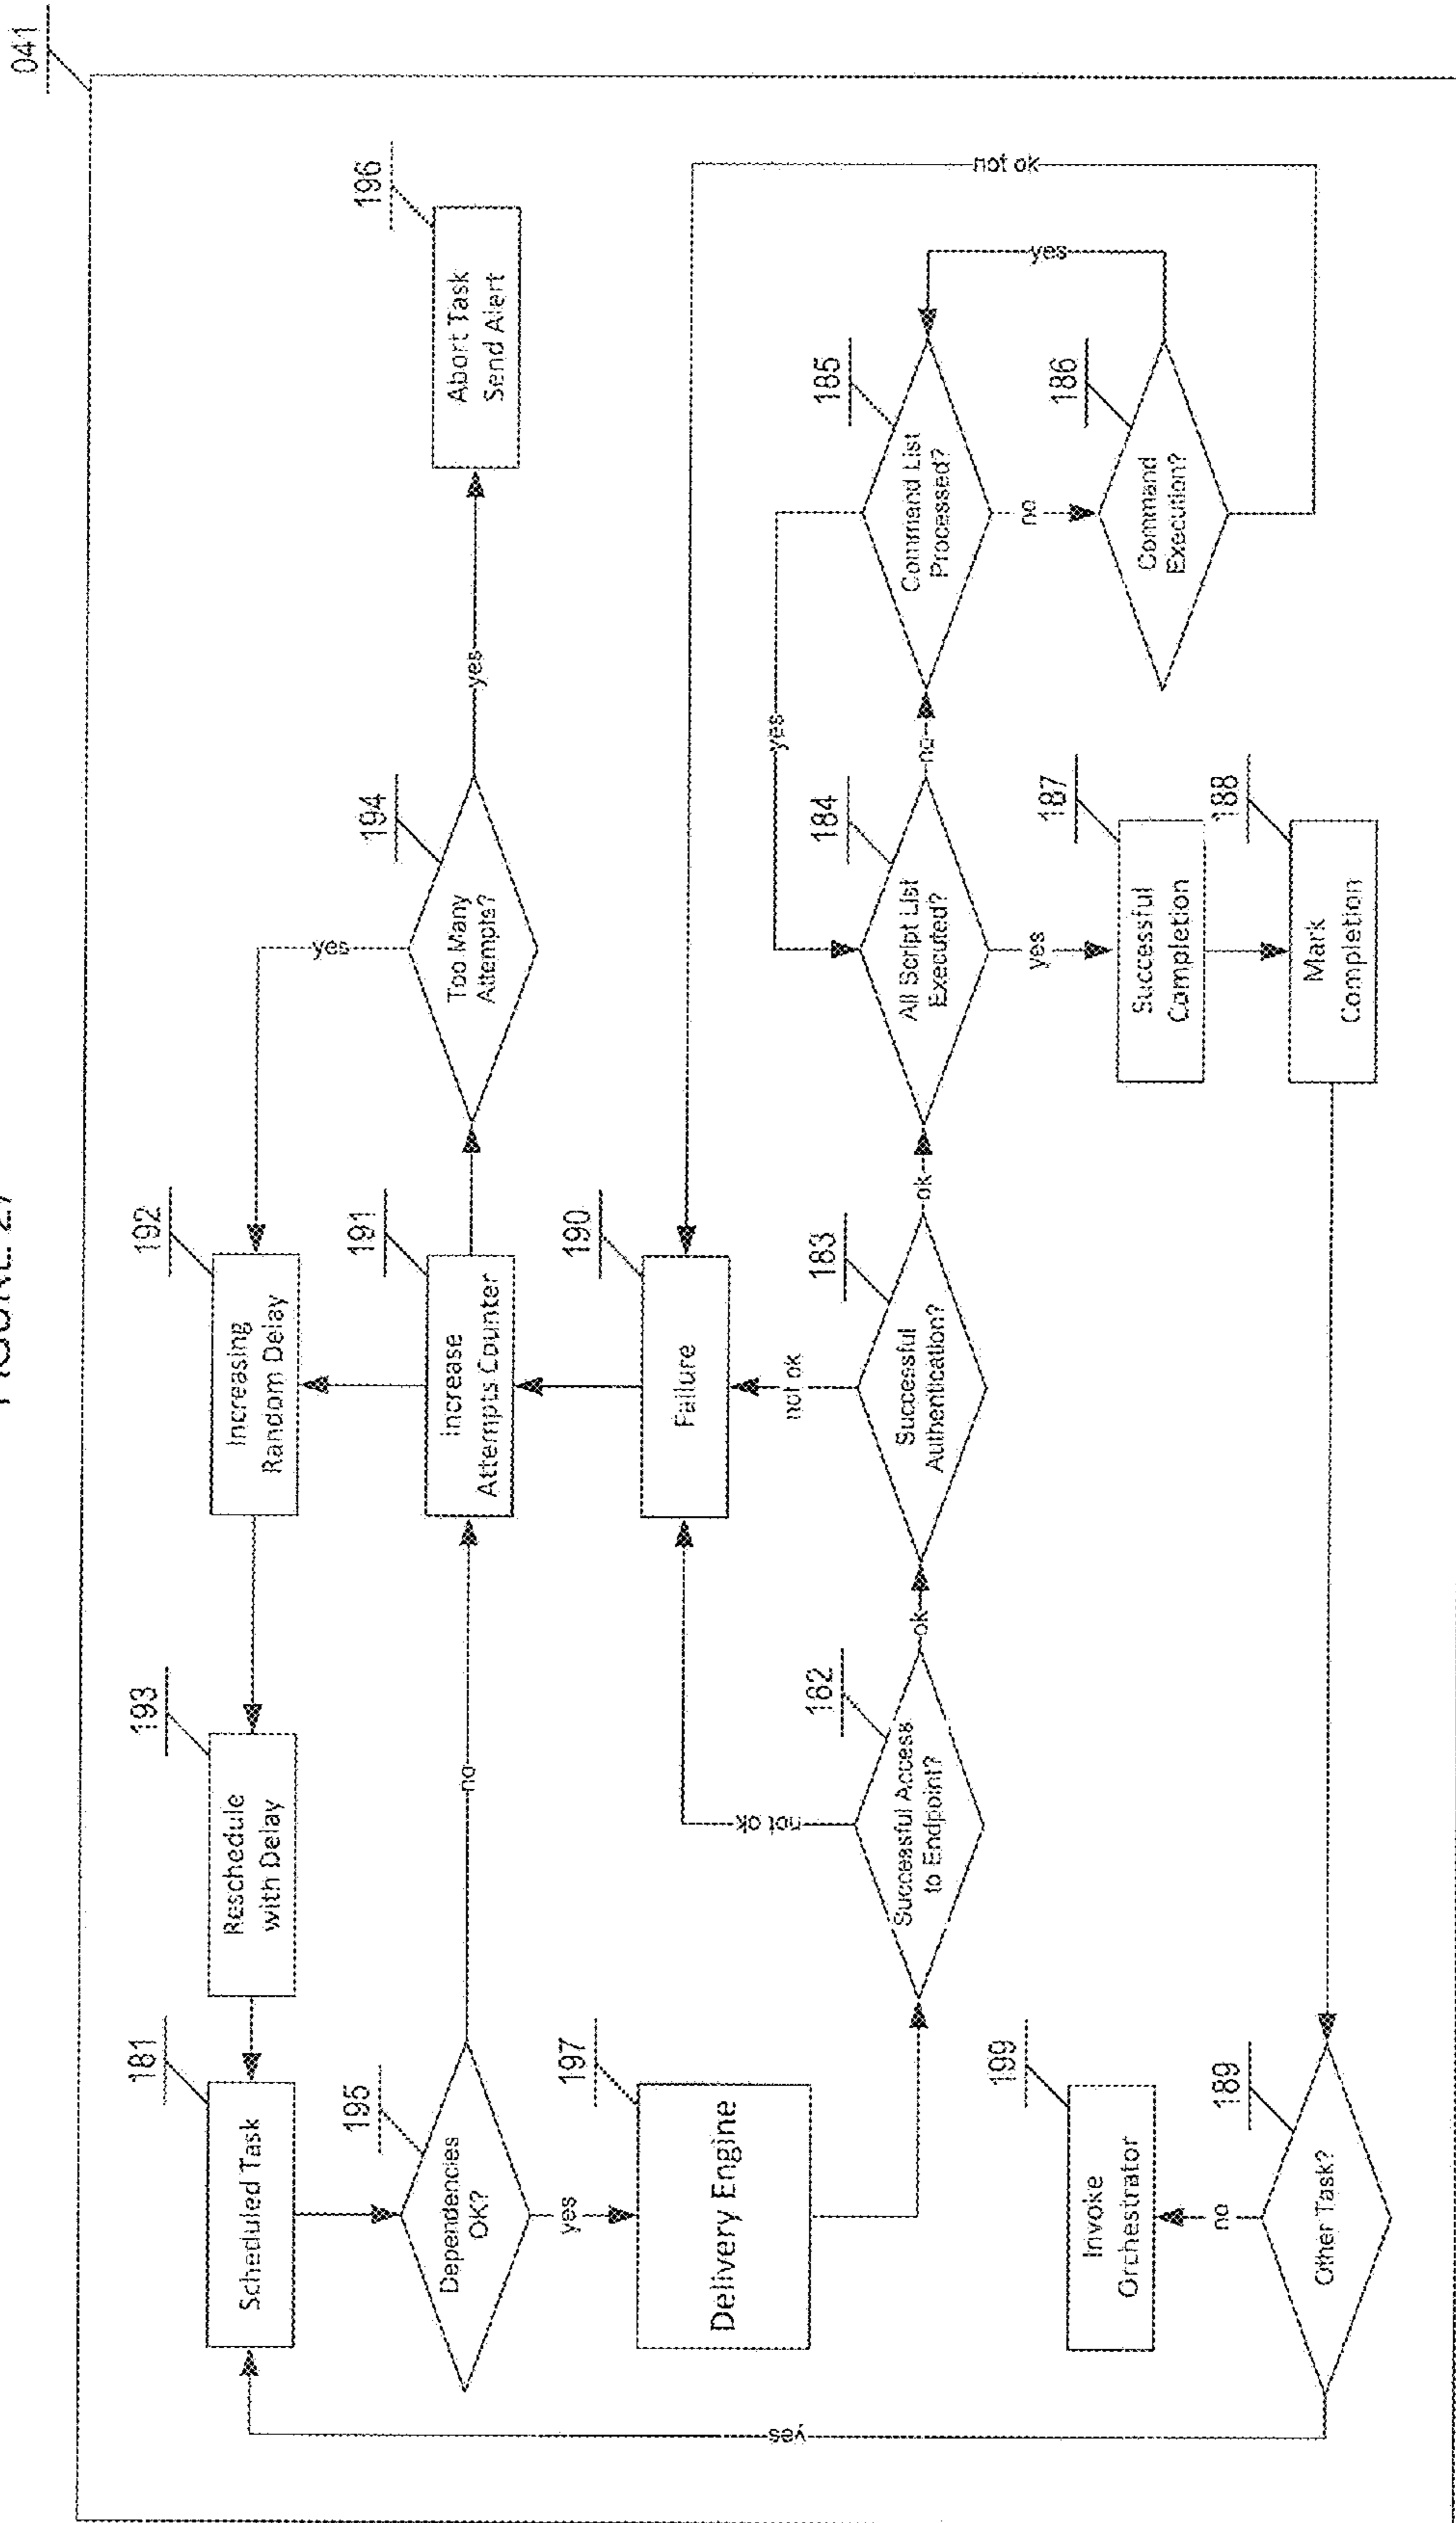 041
181
193
192
Scheduled Task
Reschedule
with Delay
Increasing
Random Delay
yes
195
no
191
194
196
Dependencies
OK?
Increase
Attempts Counter
Too Many
Attempts?
yes
Abort Task
Send Alert
yes
197
190
Delivery Engine
not ok
Failure
yes
not ok
yes
182
183
184
185
Successful Access
to Endpoint?
ok
Successful
Authentication?
ok
All Script List
Executed?
no
Command List
Processed?
not ok
199
yes
187
no
yes
186
Invoke
Orchestrator
Successful
Completion
Command
Execution?
no
189
188
Other Task?
Mark
Completion